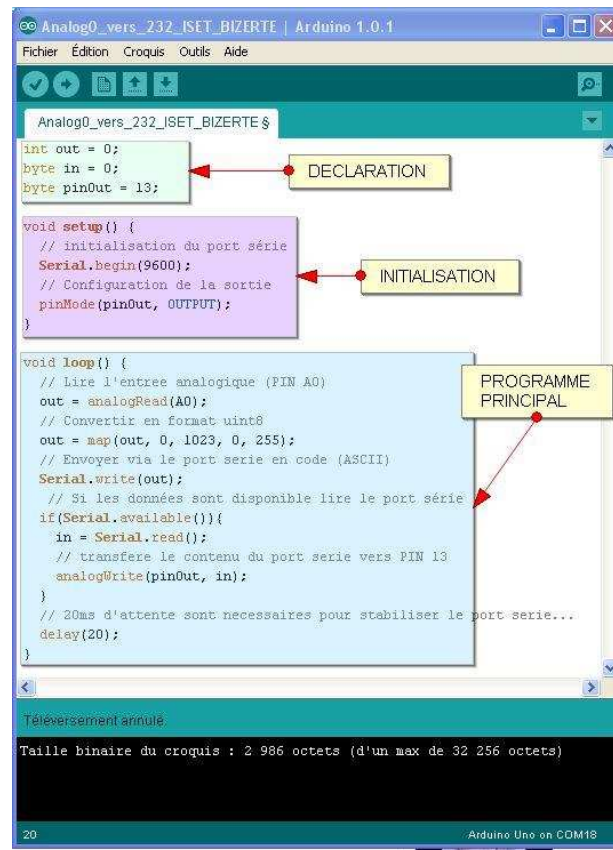 Analog0_vers_232_ISET_BIZERTE | Arduino 1.0.1
Fichier Édition Croquis Outils Aide
Analog0_vers_232_ISET_BIZERTE §
int out = 0;
byte in = 0;
byte pinOut = 13;
DECLARATION
void setup() {
// initialisation du port série
Serial.begin(9600);
// Configuration de la sortie
pinMode(pinOut, OUTPUT);
}
INITIALISATION
void loop() {
// Lire l'entree analogique (PIN A0)
out = analogRead(A0);
// Convertir en format uint8
out = map(out, 0, 1023, 0, 255);
// Envoyer via le port serie en code (ASCII)
Serial.write(out);
// Si les données sont disponible lire le port série
if(Serial.available()){
in = Serial.read();
// transfere le contenu du port serie vers PIN 13
analogWrite(pinOut, in);
}
// 20ms d'attente sont necessaires pour stabiliser le port serie...
delay(20);
}
PROGRAMME
PRINCIPAL
Téléversement annulé
Taille binaire du croquis : 2 986 octets (d'un max de 32 256 octets)
20
Arduino Uno on COM18